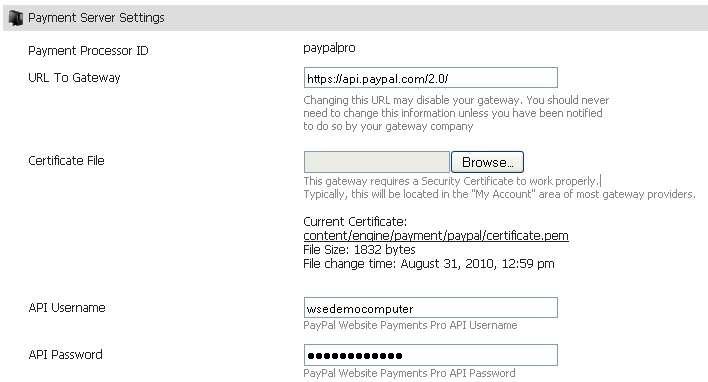 Payment Server Settings
Payment Processor ID
paypalpro
URL To Gateway
https://api.paypal.com/2.0/
Changing this URL may disable your gateway. You should never
need to change this information unless you have been notified
to do so by your gateway company
Certificate File
Browse...
This gateway requires a Security Certificate to work properly.
Typically, this will be located in the "My Account" area of most gateway providers.
Current Certificate:
content/engine/payment/paypal/certificate.pem
File Size: 1832 bytes
File change time: August 31, 2010, 12:59 pm
API Username
wsedemocomputer
PayPal Website Payments Pro API Username
API Password
●●●●●●●●●●●●
PayPal Website Payments Pro API Password